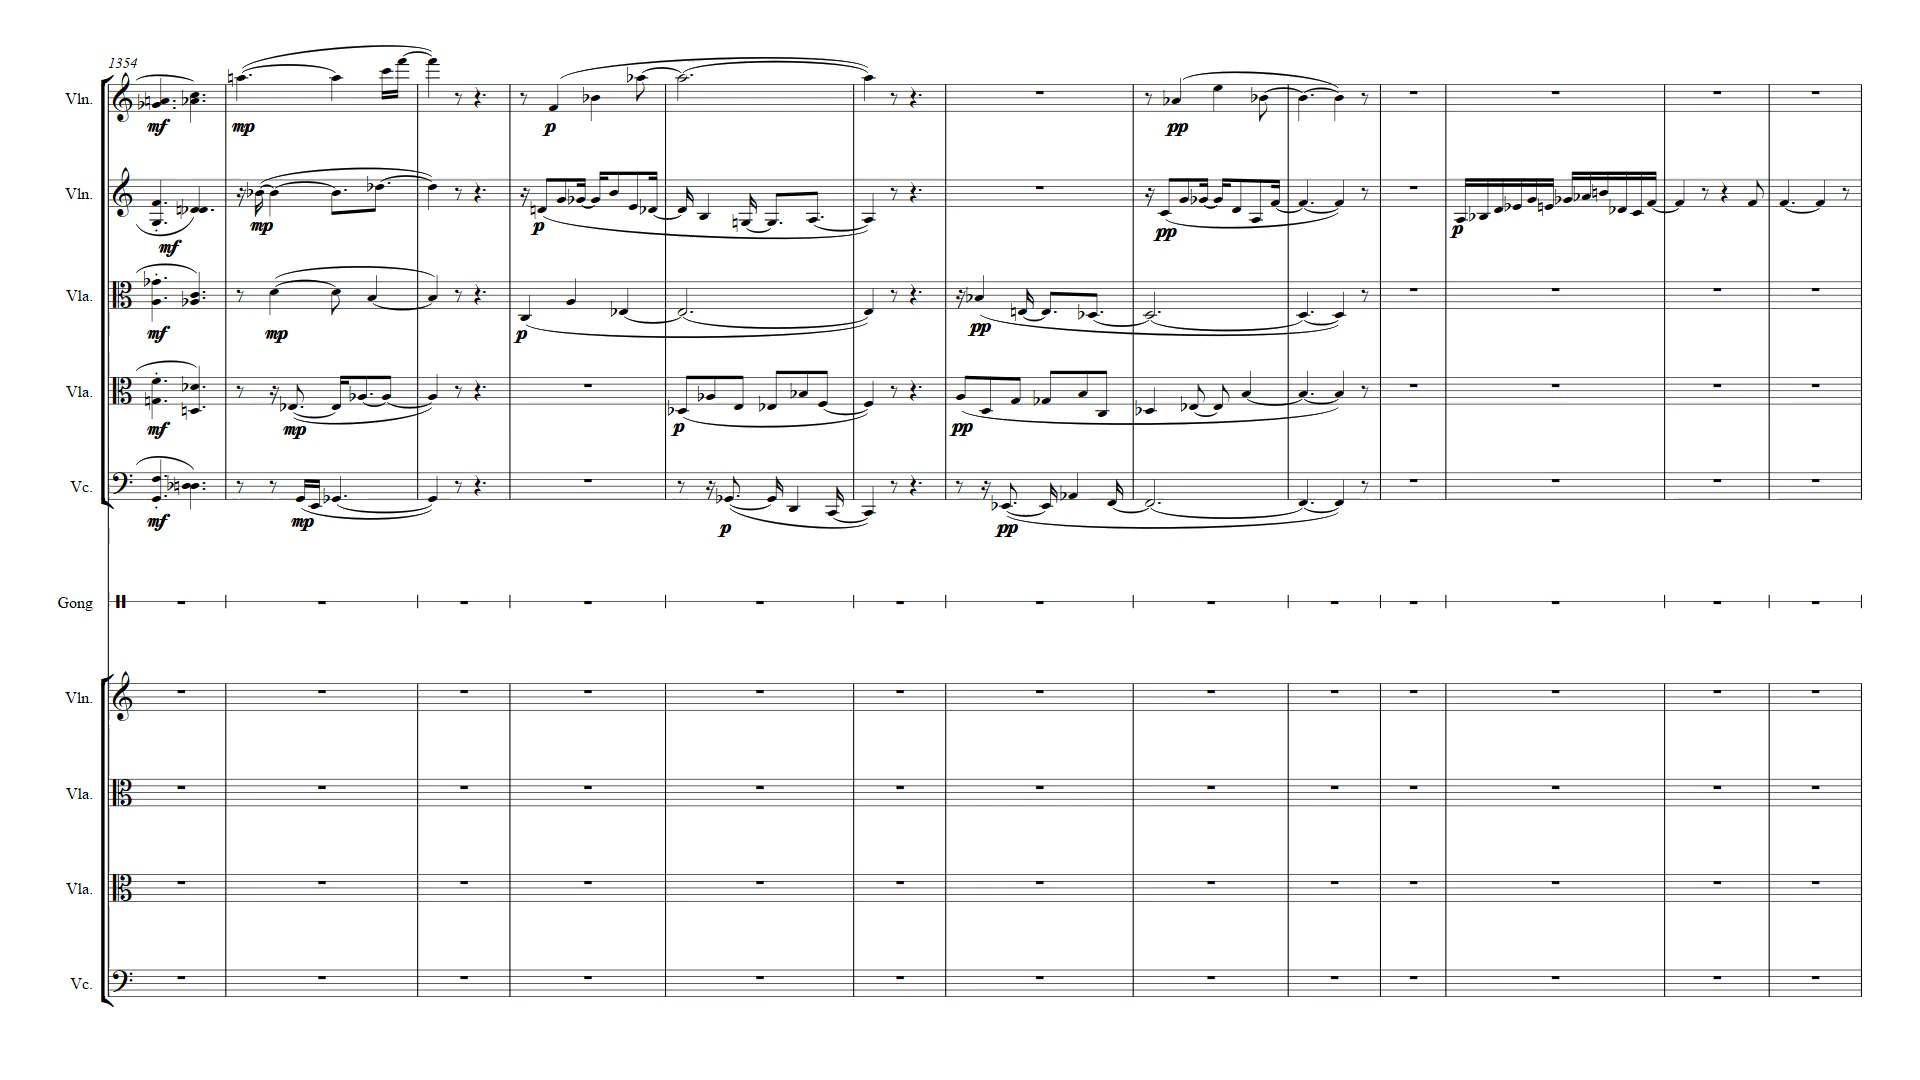 1354
Vln.
mf mp p pp
Vln.
mf mp p pp p
Vla.
mf mp p pp
Vla.
mf mp p pp
Vc.
mf mp p pp
Gong
Vln.
Vla.
Vla.
Vc.